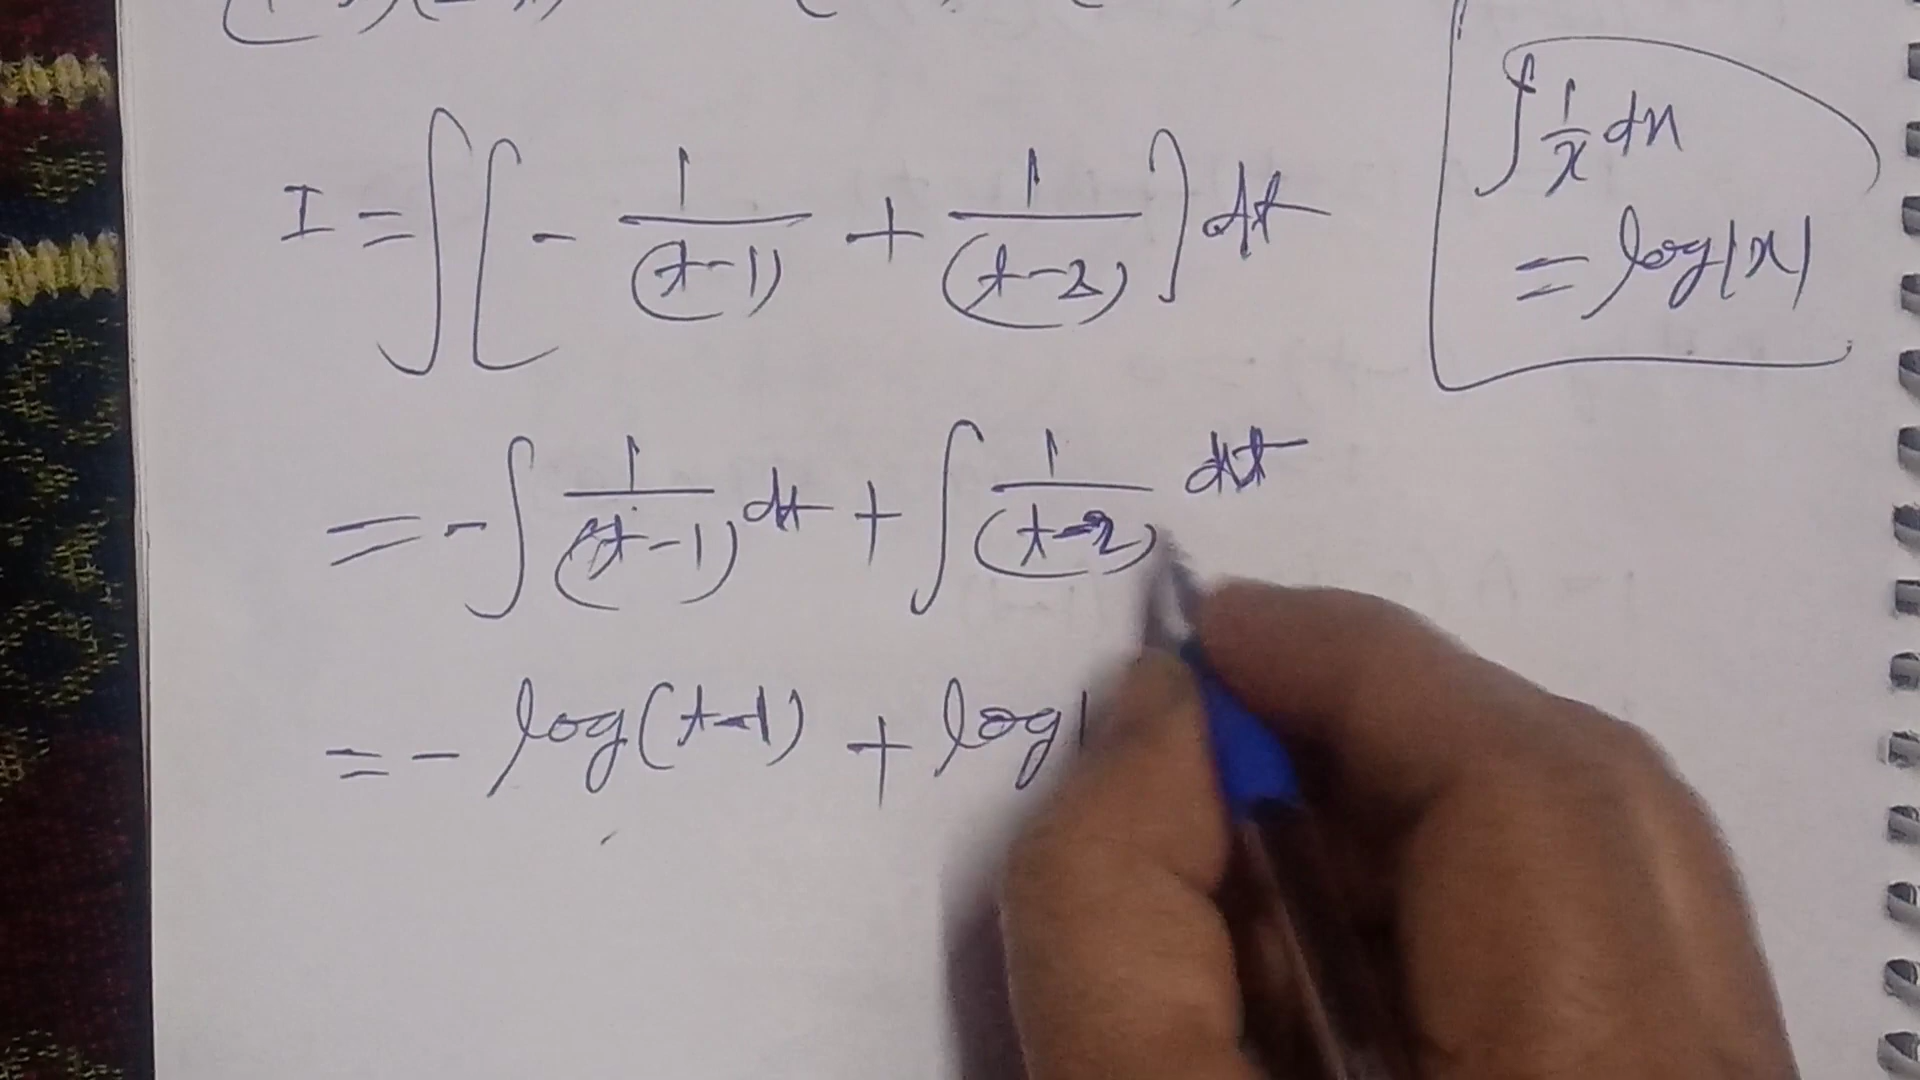 I = ∫ [ - 1/(t-1) + 1/(t-2) ] dt
= - ∫ 1/(t-1) dt + ∫ 1/(t-2) dt
= - log(t-1) + log|
∫ 1/x dx
= log|x|